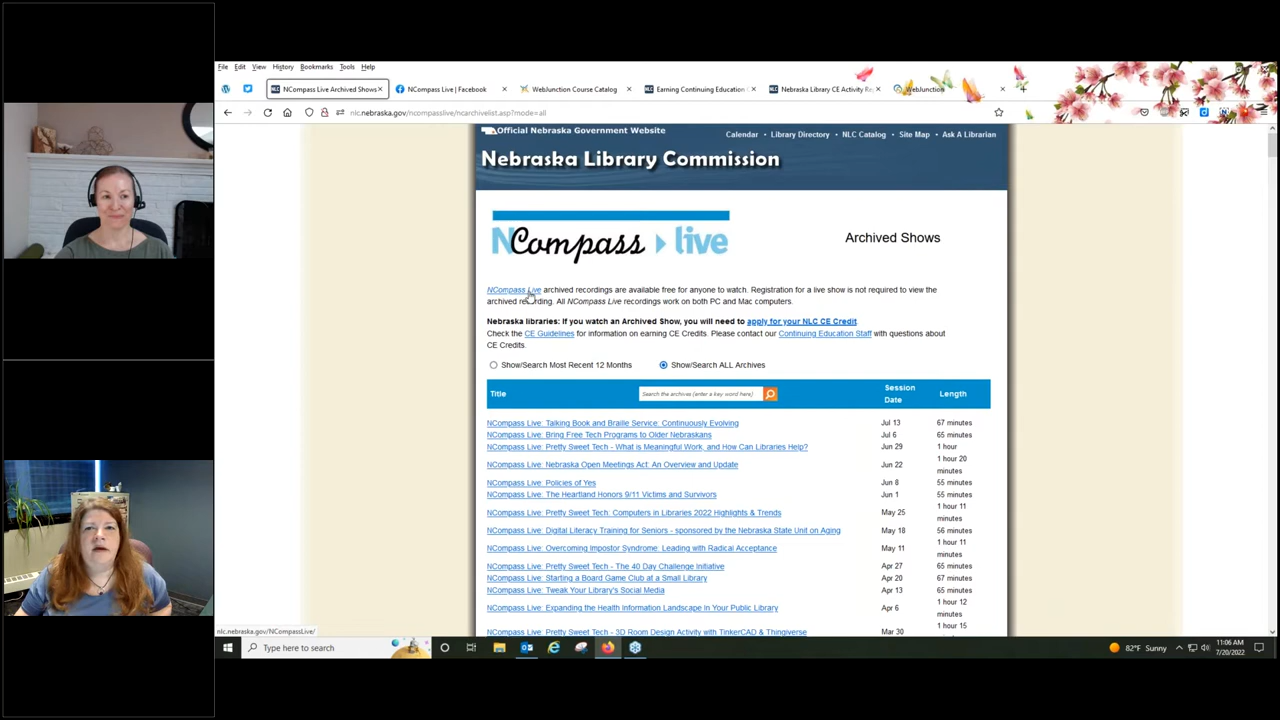 File Edit View History Bookmarks Tools Help
NCompass Live Archived Shows × NCompass Live | Facebook × WebJunction Course Catalog × Earning Continuing Education × Nebraska Library CE Activity Re × WebJunction × +
nlc.nebraska.gov/ncompasslive/ncarchivelist.asp?mode=all
Official Nebraska Government Website
Calendar • Library Directory • NLC Catalog • Site Map • Ask A Librarian
Nebraska Library Commission
NCompass live
Archived Shows
NCompass Live archived recordings are available free for anyone to watch. Registration for a live show is not required to view the
archived recording. All NCompass Live recordings work on both PC and Mac computers.
Nebraska libraries: If you watch an Archived Show, you will need to apply for your NLC CE Credit.
Check the CE Guidelines for information on earning CE Credits. Please contact our Continuing Education Staff with questions about
CE Credits.
Show/Search Most Recent 12 Months Show/Search ALL Archives
Title Search the archives (enter a key word here) Session Date Length
NCompass Live: Talking Book and Braille Service: Continuously Evolving Jul 13 67 minutes
NCompass Live: Bring Free Tech Programs to Older Nebraskans Jul 6 65 minutes
NCompass Live: Pretty Sweet Tech - What is Meaningful Work, and How Can Libraries Help? Jun 29 1 hour
NCompass Live: Nebraska Open Meetings Act: An Overview and Update Jun 22 1 hour 20 minutes
NCompass Live: Policies of Yes Jun 8 55 minutes
NCompass Live: The Heartland Honors 9/11 Victims and Survivors Jun 1 55 minutes
NCompass Live: Pretty Sweet Tech: Computers in Libraries 2022 Highlights & Trends May 25 1 hour 11 minutes
NCompass Live: Digital Literacy Training for Seniors - sponsored by the Nebraska State Unit on Aging May 18 56 minutes
NCompass Live: Overcoming Impostor Syndrome: Leading with Radical Acceptance May 11 1 hour 11 minutes
NCompass Live: Pretty Sweet Tech - The 40 Day Challenge Initiative Apr 27 65 minutes
NCompass Live: Starting a Board Game Club at a Small Library Apr 20 67 minutes
NCompass Live: Tweak Your Library's Social Media Apr 13 65 minutes
NCompass Live: Expanding the Health Information Landscape In Your Public Library Apr 6 1 hour 12 minutes
NCompass Live: Pretty Sweet Tech - 3D Room Design Activity with TinkerCAD & Thingiverse Mar 30 1 hour 15
nlc.nebraska.gov/NCompassLive/
Type here to search
82°F Sunny
11:06 AM
7/20/2022